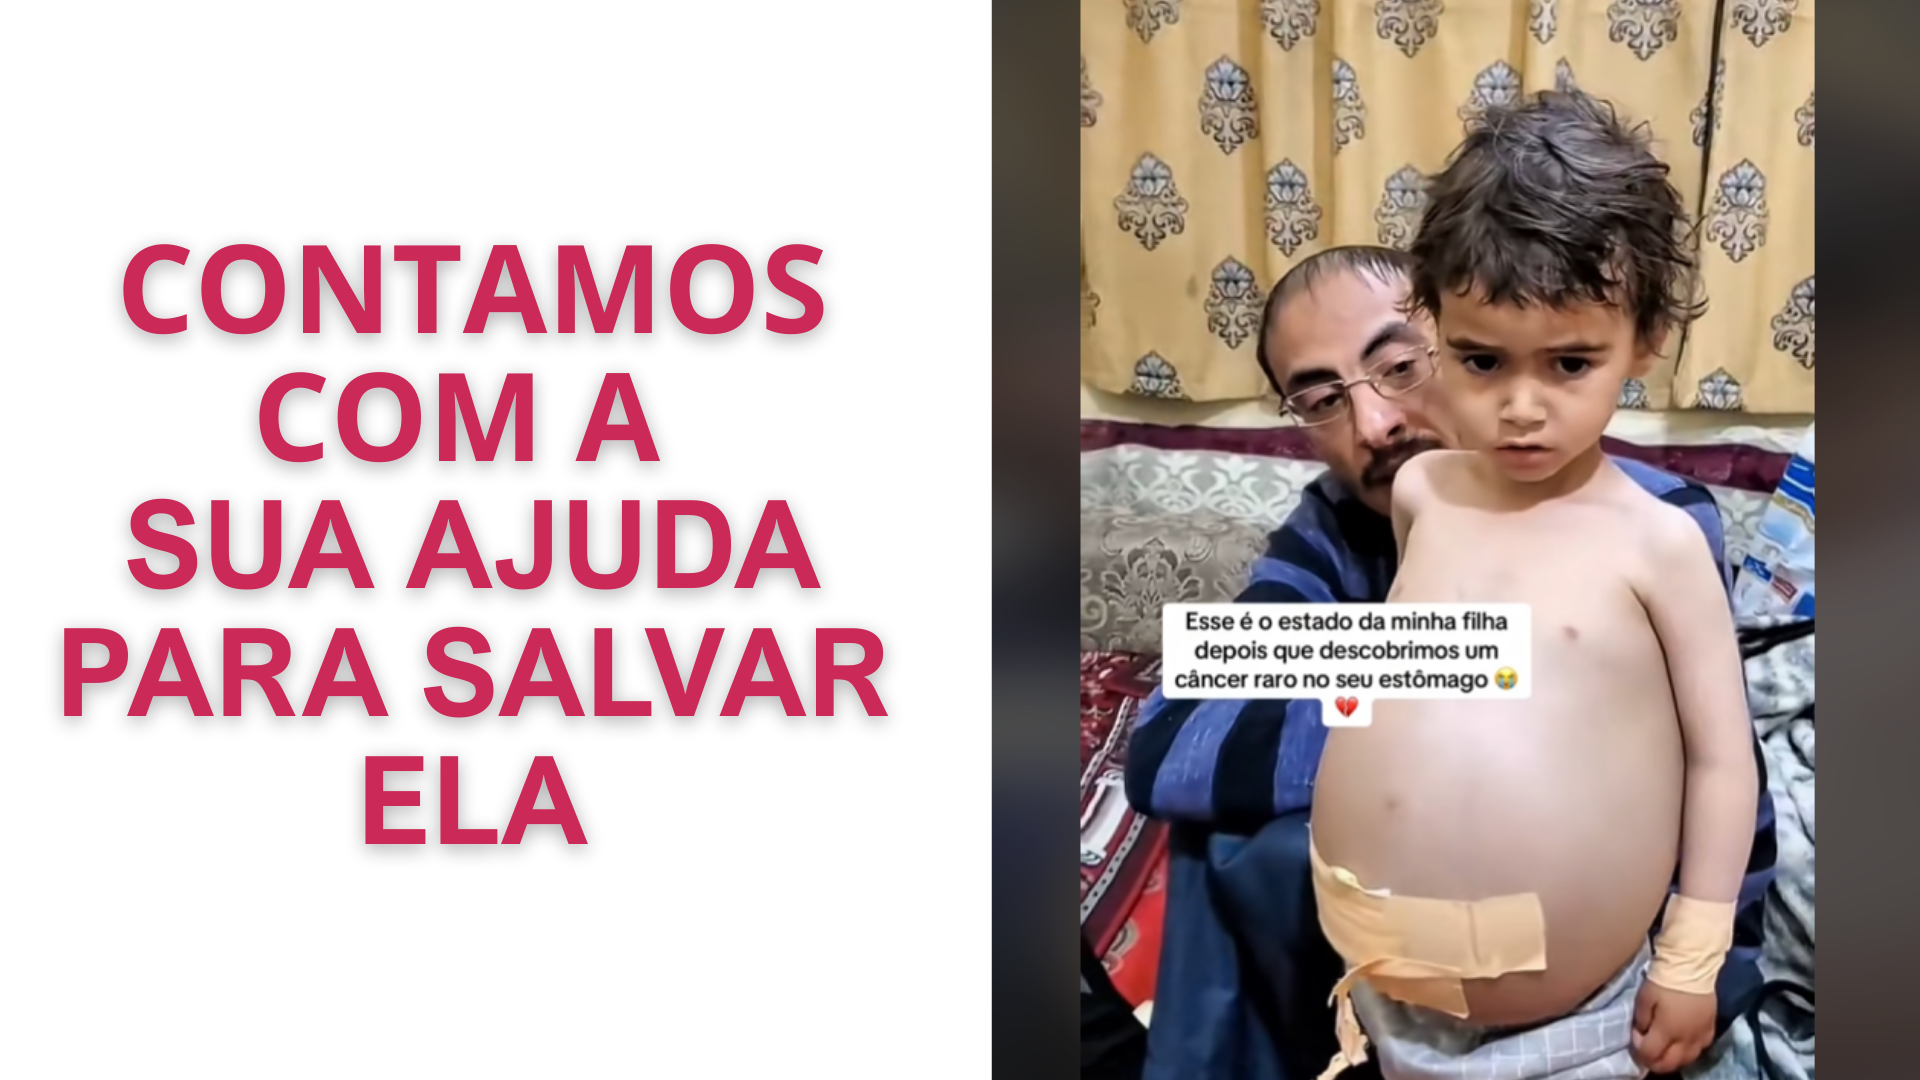 CONTAMOS
COM A
SUA AJUDA
PARA SALVAR
ELA
Esse é o estado da minha filha
depois que descobrimos um
câncer raro no seu estômago 😭
💔